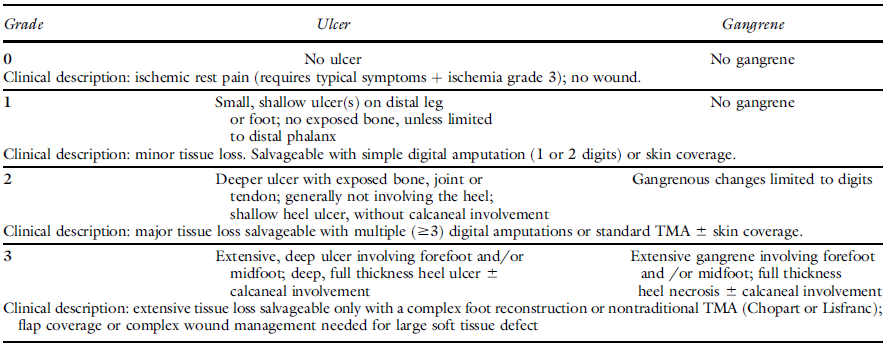 Grade Ulcer Gangrene
0 No ulcer No gangrene
Clinical description: ischemic rest pain (requires typical symptoms + ischemia grade 3); no wound.
1 Small, shallow ulcer(s) on distal leg No gangrene
or foot; no exposed bone, unless limited
to distal phalanx
Clinical description: minor tissue loss. Salvageable with simple digital amputation (1 or 2 digits) or skin coverage.
2 Deeper ulcer with exposed bone, joint or Gangrenous changes limited to digits
tendon; generally not involving the heel;
shallow heel ulcer, without calcaneal involvement
Clinical description: major tissue loss salvageable with multiple (≥3) digital amputations or standard TMA ± skin coverage.
3 Extensive, deep ulcer involving forefoot and/or Extensive gangrene involving forefoot
midfoot; deep, full thickness heel ulcer ± and /or midfoot; full thickness
calcaneal involvement heel necrosis ± calcaneal involvement
Clinical description: extensive tissue loss salvageable only with a complex foot reconstruction or nontraditional TMA (Chopart or Lisfranc);
flap coverage or complex wound management needed for large soft tissue defect